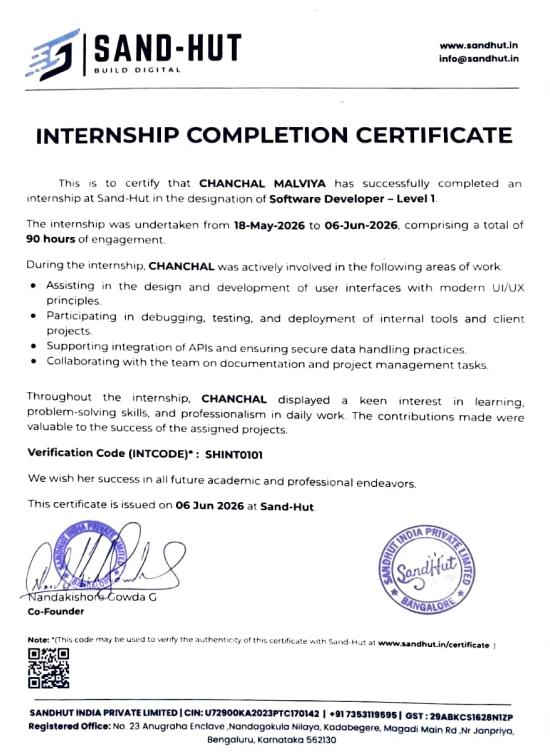 SAND-HUT
BUILD DIGITAL
www.sandhut.in
info@sandhut.in
INTERNSHIP COMPLETION CERTIFICATE
This is to certify that CHANCHAL MALVIYA has successfully completed an
internship at Sand-Hut in the designation of Software Developer – Level 1.
The internship was undertaken from 18-May-2026 to 06-Jun-2026, comprising a total of
90 hours of engagement.
During the internship, CHANCHAL was actively involved in the following areas of work:
• Assisting in the design and development of user interfaces with modern UI/UX
principles.
• Participating in debugging, testing, and deployment of internal tools and client
projects.
• Supporting integration of APIs and ensuring secure data handling practices.
• Collaborating with the team on documentation and project management tasks.
Throughout the internship, CHANCHAL displayed a keen interest in learning,
problem-solving skills, and professionalism in daily work. The contributions made were
valuable to the success of the assigned projects.
Verification Code (INTCODE)* : SHINT0101
We wish her success in all future academic and professional endeavors.
This certificate is issued on 06 Jun 2026 at Sand-Hut.
SANDHUT INDIA PRIVATE LIMITED
BANGALORE
Nandakishore Gowda G
Co-Founder
SANDHUT INDIA PRIVATE LIMITED
SandHut
BANGALORE
Note: *(This code may be used to verify the authenticity of this certificate with Sand-Hut at www.sandhut.in/certificate )
SANDHUT INDIA PRIVATE LIMITED | CIN: U72900KA2023PTC170142 | +91 7353119595 | GST : 29ABKCS1628N1ZP
Registered Office: No. 23 Anugraha Enclave ,Nandagokula Nilaya, Kadabegere, Magadi Main Rd ,Nr Janpriya,
Bengaluru, Karnataka 562130